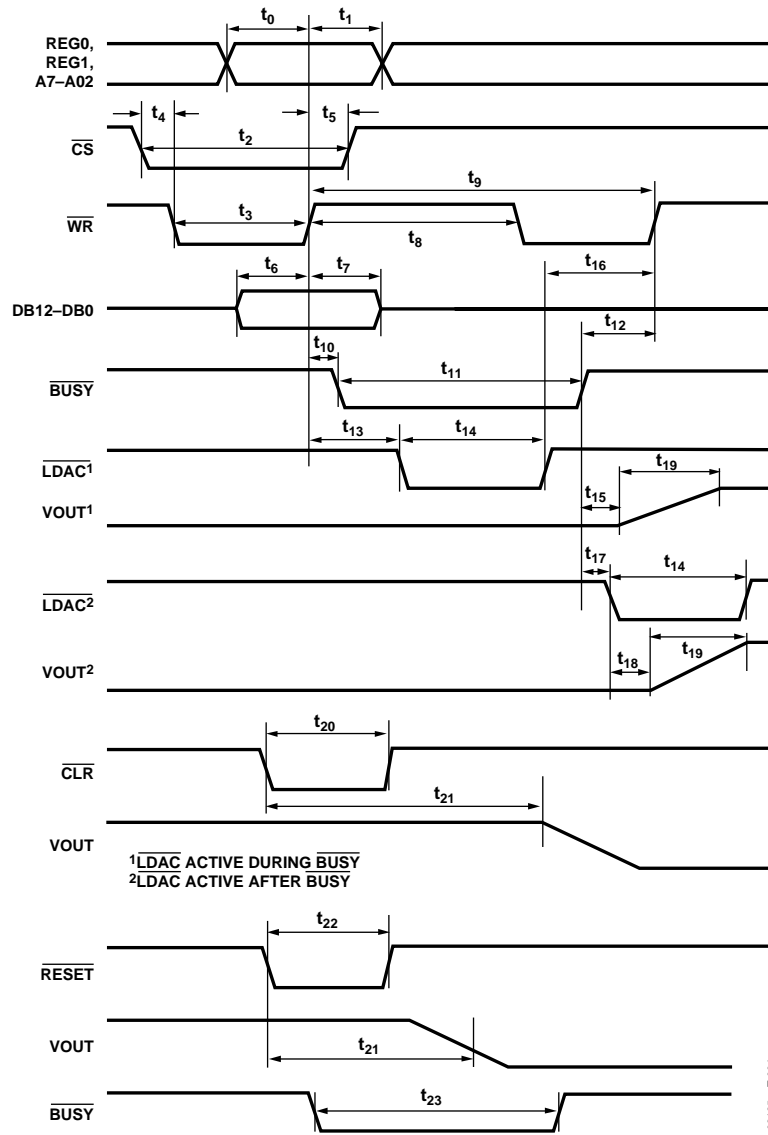 t0 t1
REG0,
REG1,
A7–A02
t4 t5
t2
CS
t9
WR
t3
t8
t6 t7 t16
DB12–DB0
t10 t12
t11
BUSY
t13 t14
LDAC1
t19
t15
VOUT1
t17 t14
LDAC2
t19
t18
VOUT2
t20
CLR
t21
VOUT
1LDAC ACTIVE DURING BUSY
2LDAC ACTIVE AFTER BUSY
t22
RESET
VOUT
t21
t23
BUSY